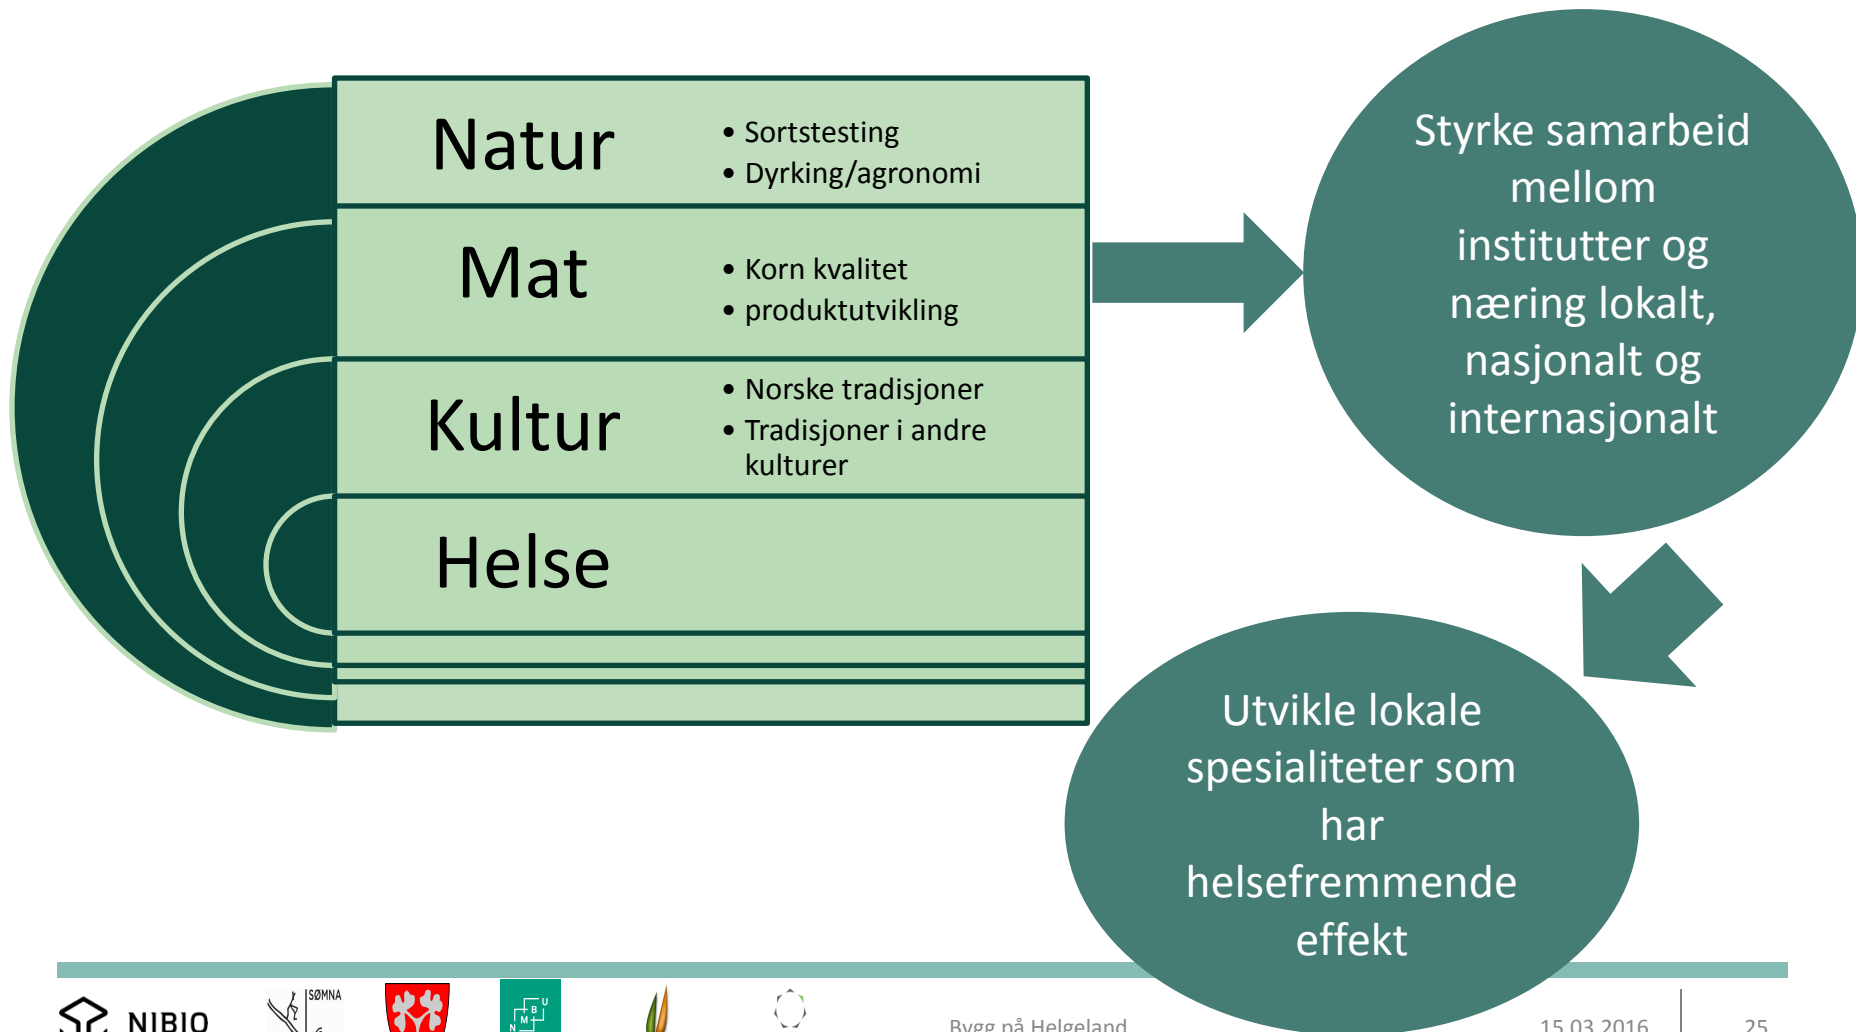 Natur
• Sortstesting
• Dyrking/agronomi
Mat
• Korn kvalitet
• produktutvikling
Kultur
• Norske tradisjoner
• Tradisjoner i andre
kulturer
Helse
Styrke samarbeid
mellom
institutter og
næring lokalt,
nasjonalt og
internasjonalt
Utvikle lokale
spesialiteter som
har
helsefremmende
effekt
NIBIO
SØMNA
U
B
M
N
Bygg på Helgeland
15.03.2016
25